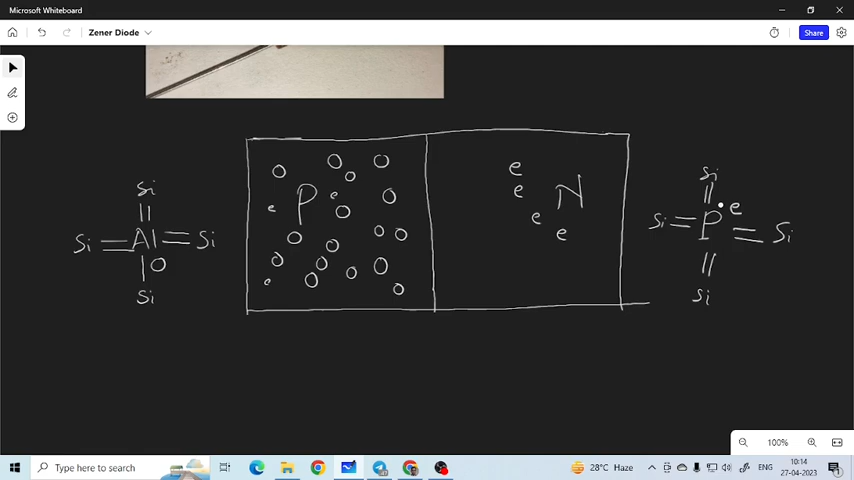 Microsoft Whiteboard
Zener Diode
Share
Si
Si Al Si
Si
P e
e
e
e
e
e
e
N
Si
Si P e Si
Si
100%
Type here to search
28°C Haze
ENG
10:14
27-04-2023